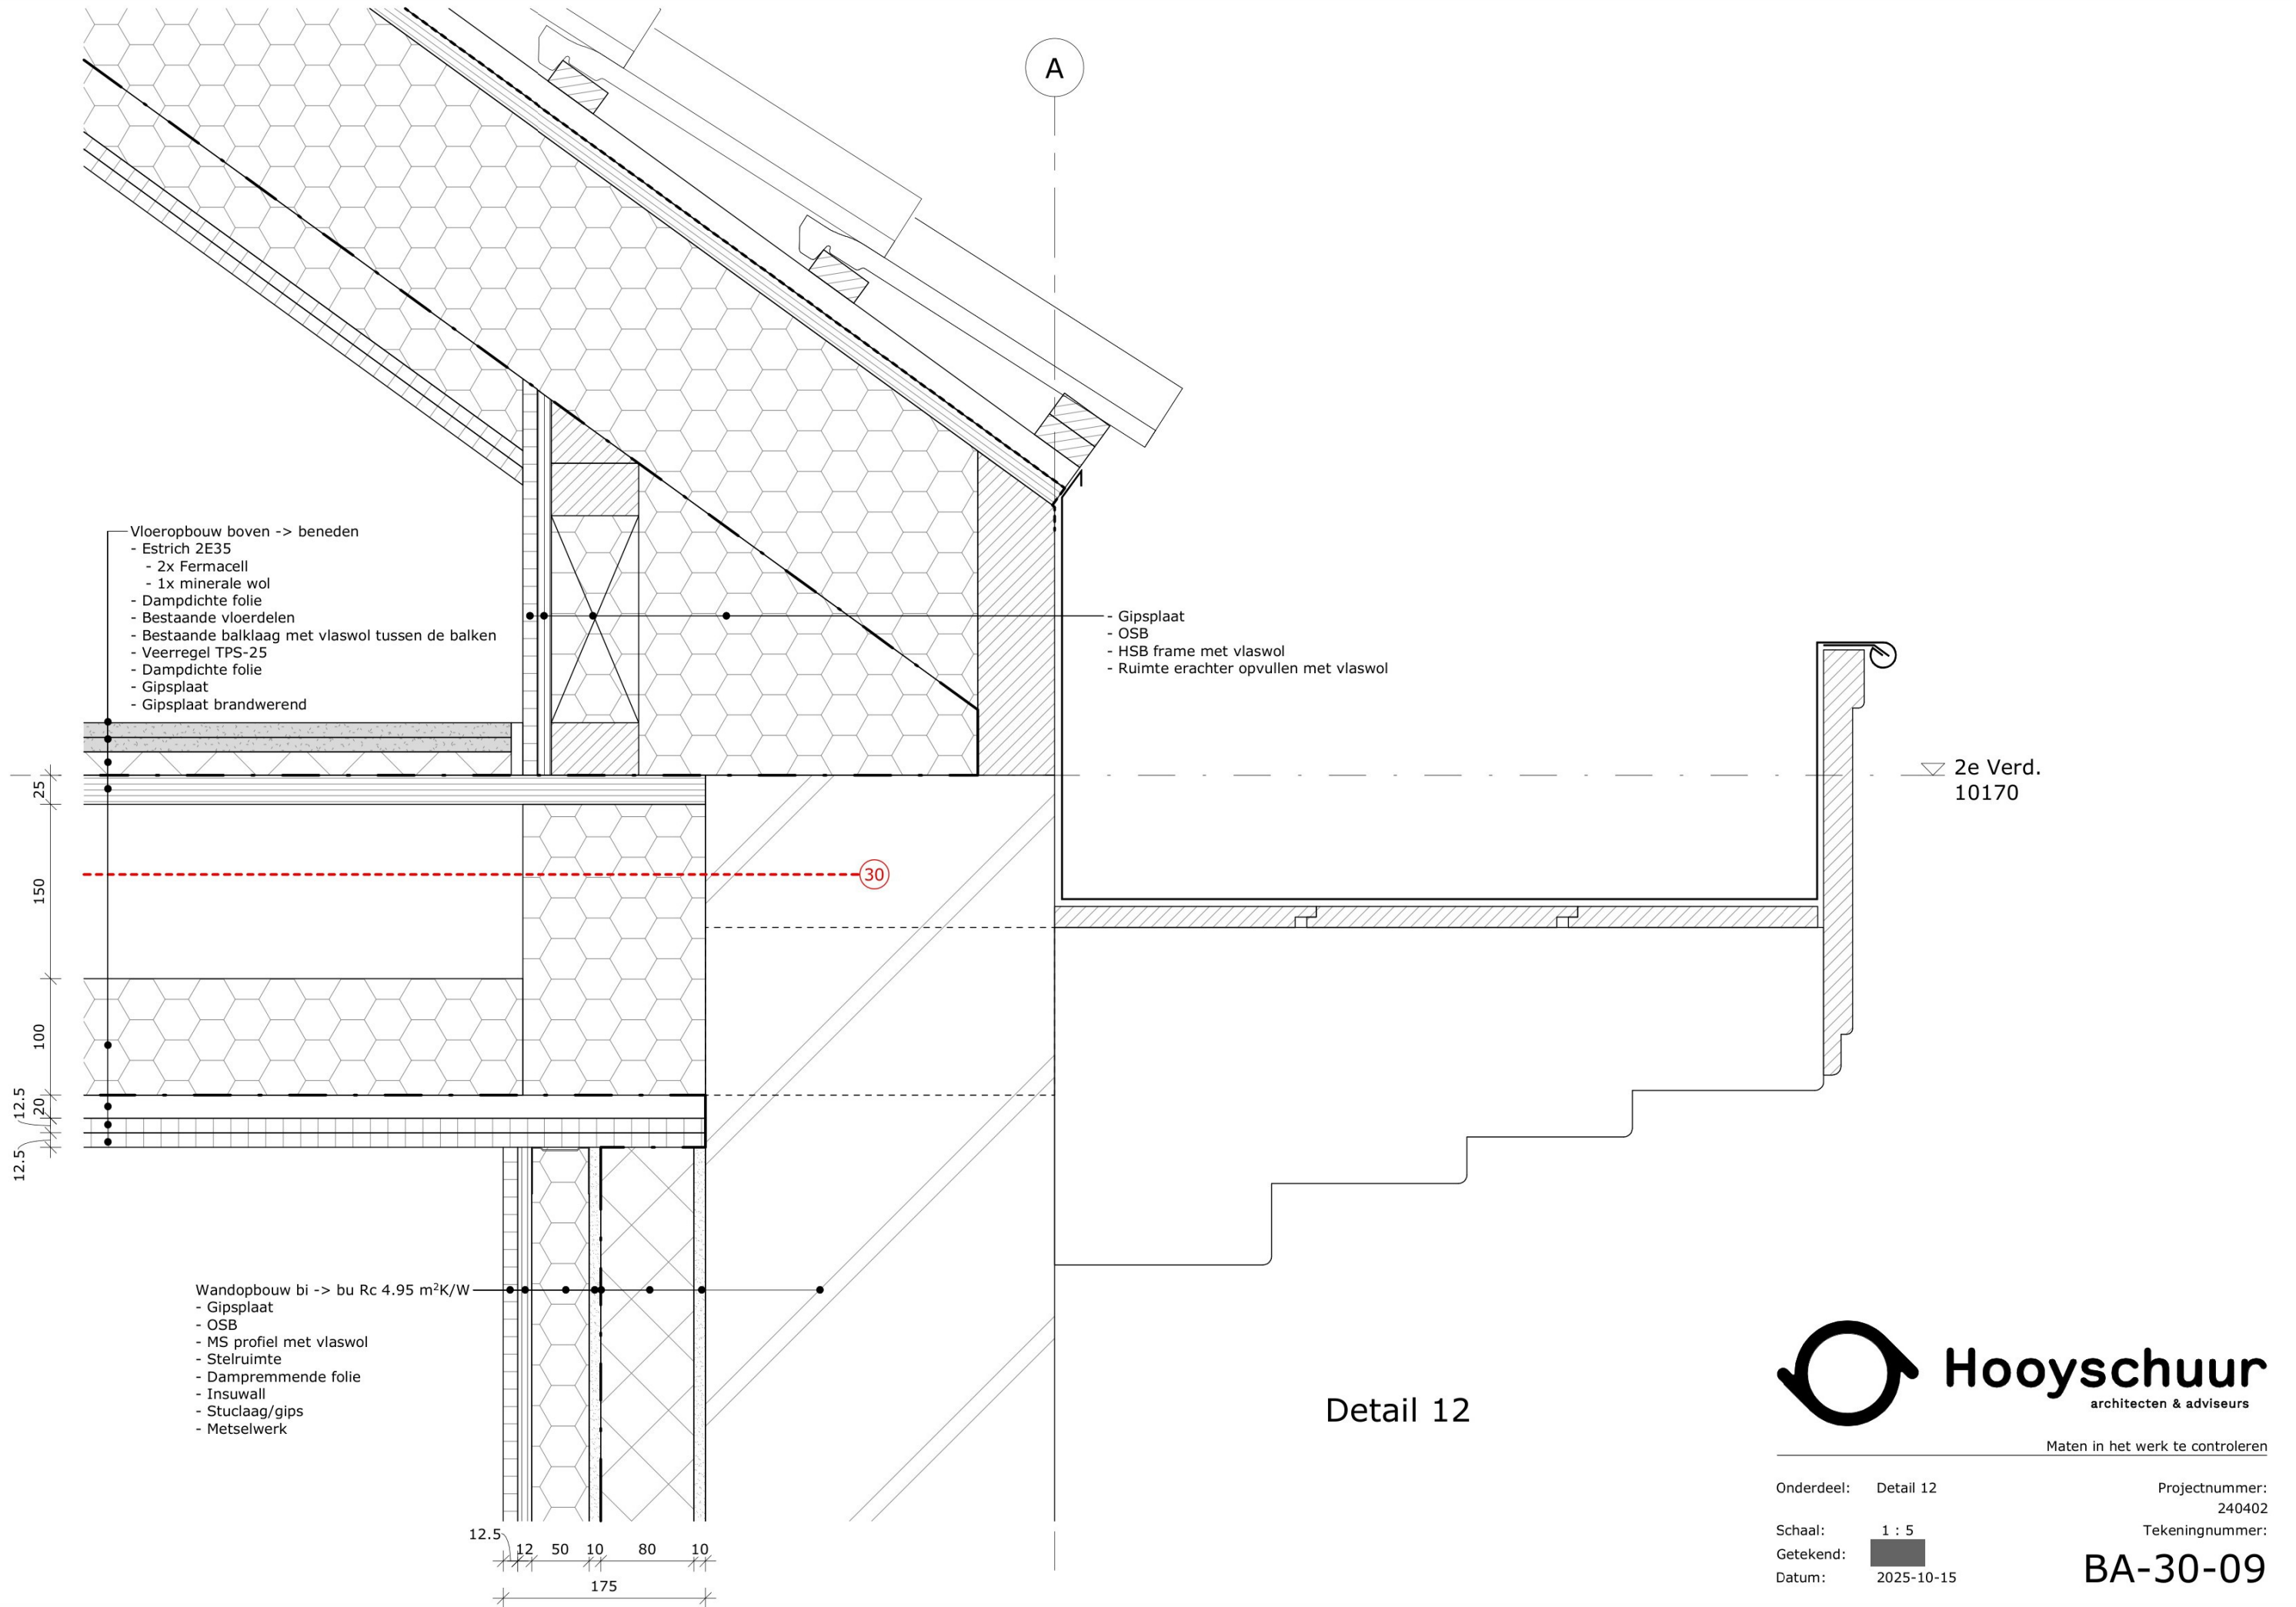 A
Vloeropbouw boven -> beneden
- Estrich 2E35
- 2x Fermacell
- 1x minerale wol
- Dampdichte folie
- Bestaande vloerdelen
- Bestaande balklaag met vlaswol tussen de balken
- Veerregel TPS-25
- Dampdichte folie
- Gipsplaat
- Gipsplaat brandwerend
- Gipsplaat
- OSB
- HSB frame met vlaswol
- Ruimte erachter opvullen met vlaswol
2e Verd.
10170
25
150
100
20
12.5
12.5
30
Wandopbouw bi -> bu Rc 4.95 m²K/W
- Gipsplaat
- OSB
- MS profiel met vlaswol
- Stelruimte
- Dampremmende folie
- Insuwall
- Stuclaag/gips
- Metselwerk
12.5
12 50 10 80 10
175
Detail 12
Hooyschuur
architecten & adviseurs
Maten in het werk te controleren
Onderdeel: Detail 12
Projectnummer:
240402
Schaal: 1 : 5
Tekeningnummer:
Getekend:
BA-30-09
Datum: 2025-10-15